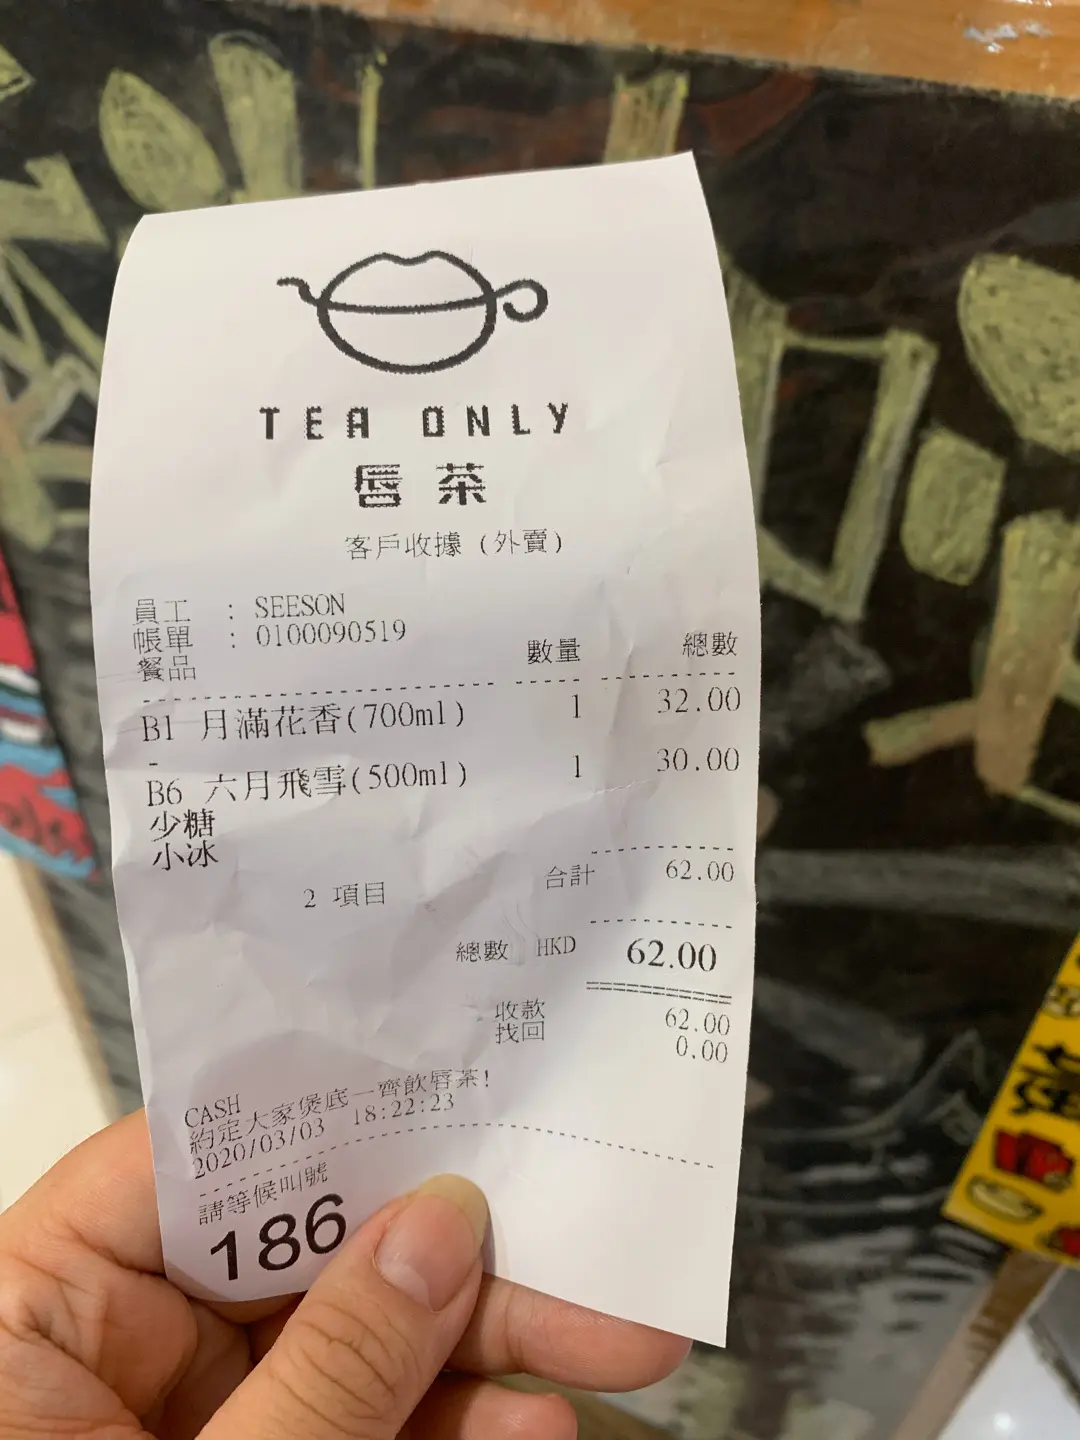 TEA ONLY
唇茶
客戶收據 (外賣)
員工 : SEESON
帳單 : 0100090519
餐品 數量 總數
B1 月滿花香(700ml) 1 32.00
-
B6 六月飛雪(500ml) 1 30.00
少糖
小冰
2 項目 合計 62.00
總數 HKD 62.00
收款 62.00
找回 0.00
CASH
約定大家煲底一齊飲唇茶!
2020/03/03 18:22:23
請等候叫號
186